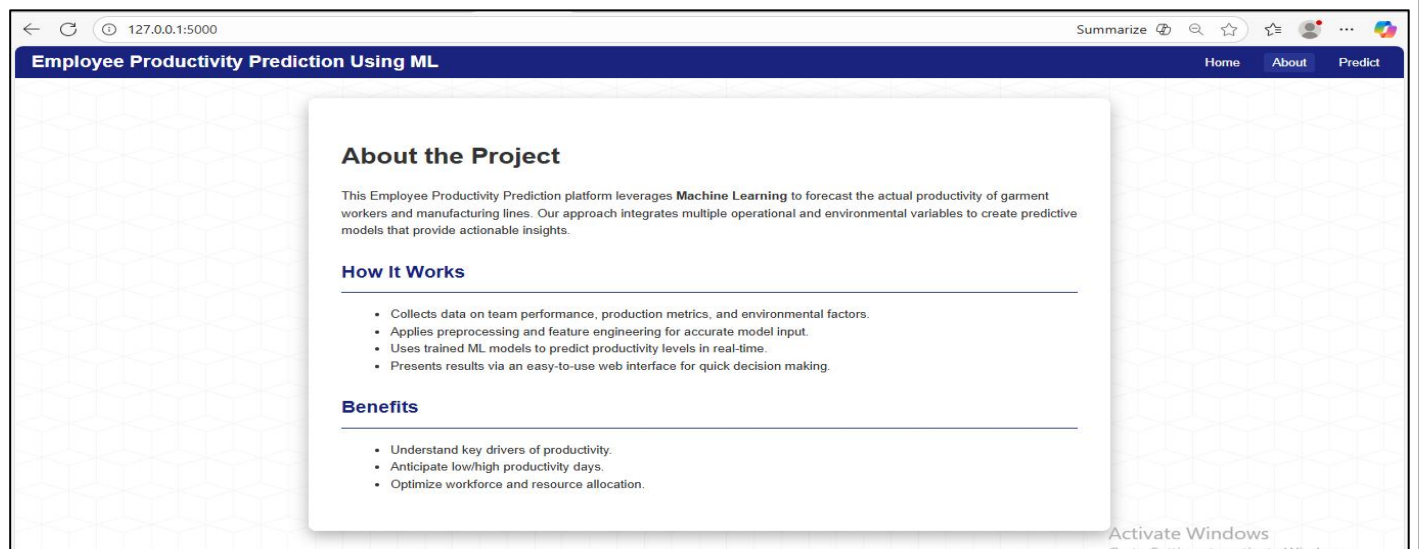 127.0.0.1:5000
Summarize
Employee Productivity Prediction Using ML
Home About Predict
About the Project
This Employee Productivity Prediction platform leverages Machine Learning to forecast the actual productivity of garment
workers and manufacturing lines. Our approach integrates multiple operational and environmental variables to create predictive
models that provide actionable insights.
How It Works
• Collects data on team performance, production metrics, and environmental factors.
• Applies preprocessing and feature engineering for accurate model input.
• Uses trained ML models to predict productivity levels in real-time.
• Presents results via an easy-to-use web interface for quick decision making.
Benefits
• Understand key drivers of productivity.
• Anticipate low/high productivity days.
• Optimize workforce and resource allocation.
Activate Windows